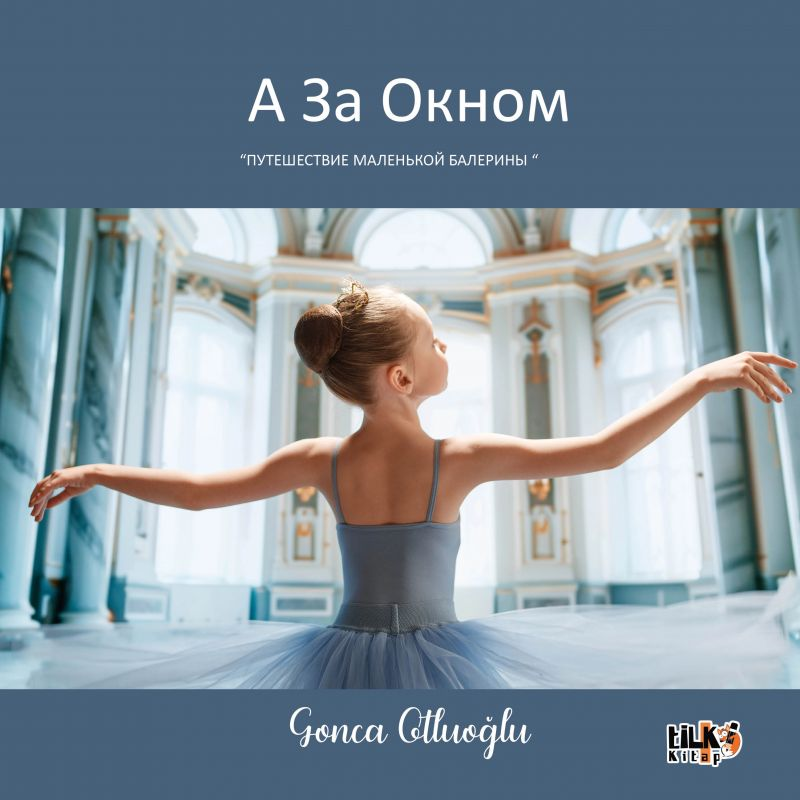 А За Окном
“ПУТЕШЕСТВИЕ МАЛЕНЬКОЙ БАЛЕРИНЫ “
Gonca Otluoğlu
tilki
Kitap